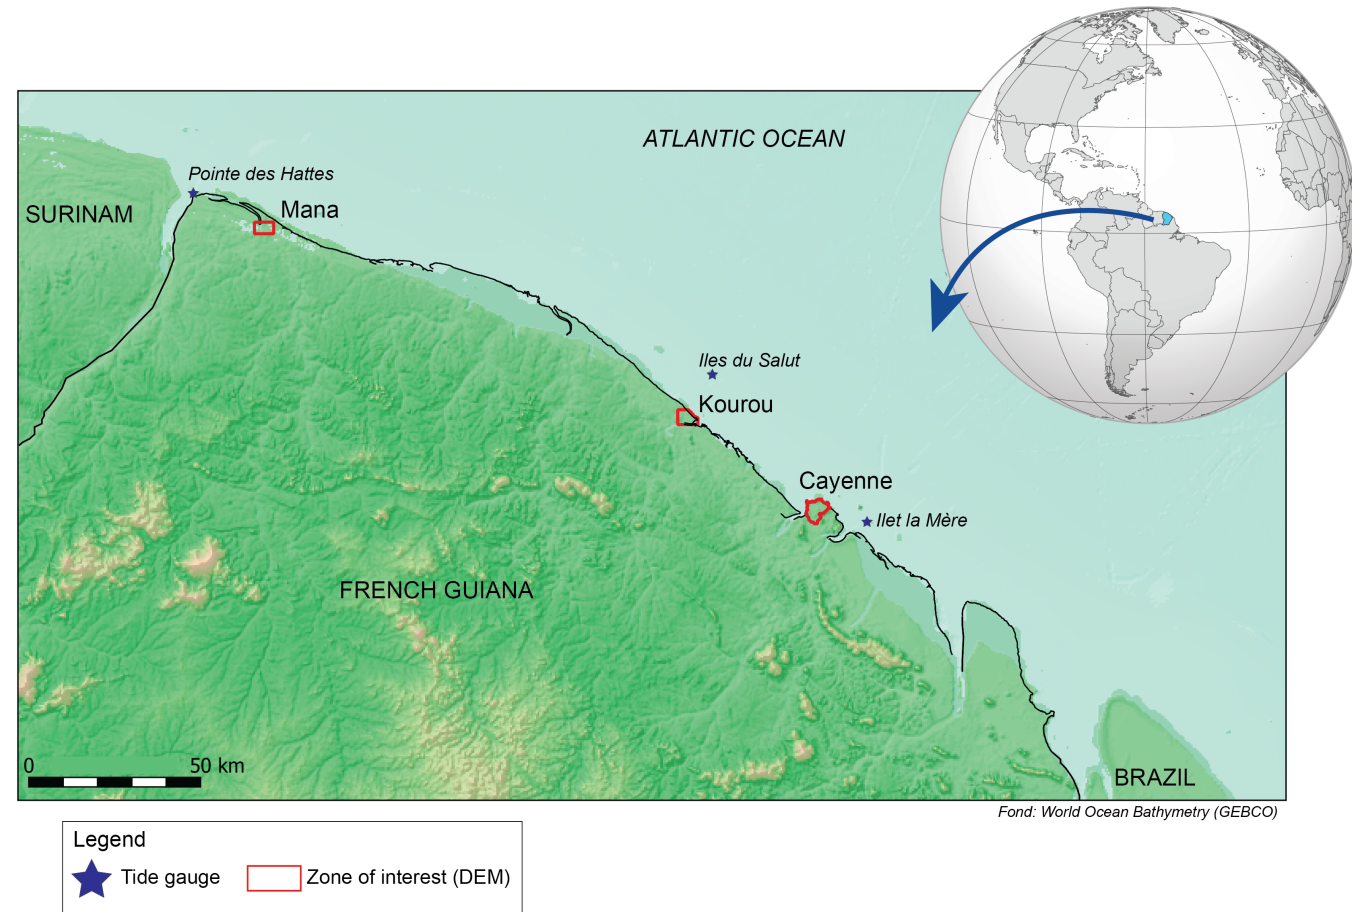 ATLANTIC OCEAN
Pointe des Hattes
SURINAM
Mana
Iles du Salut
Kourou
Cayenne
Ilet la Mère
FRENCH GUIANA
0 50 km
BRAZIL
Fond: World Ocean Bathymetry (GEBCO)
Legend
Tide gauge
Zone of interest (DEM)